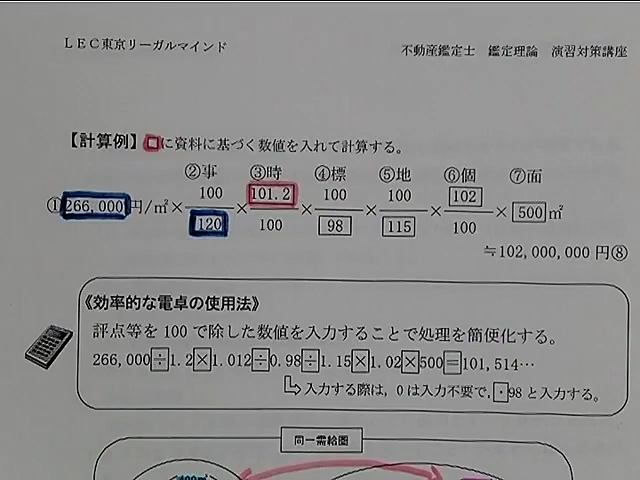 LEC東京リーガルマインド
不動産鑑定士 鑑定理論 演習対策講座
【計算例】□に資料に基づく数値を入れて計算する。
②事 ③時 ④標 ⑤地 ⑥個 ⑦面
①266,000円/㎡×100/120×101.2/100×100/98×100/115×102/100×500㎡
≒102,000,000円⑧
《効率的な電卓の使用法》
評点等を100で除した数値を入力することで処理を簡便化する。
266,000÷1.2×1.012÷0.98÷1.15×1.02×500=101,514…
入力する際は，0は入力不要で，・98と入力する。
同一需給圏